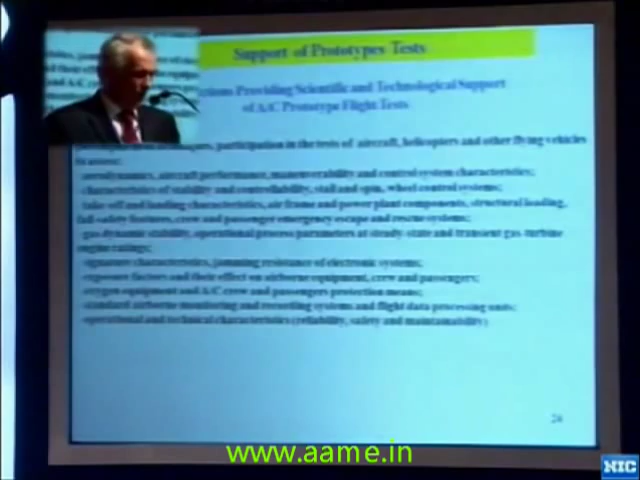 Support of Prototypes Tests
Providing Scientific and Technological Support
of A/C Prototype Flight Tests
participation in the tests of aircraft, helicopters and other flying vehicles
to assess:
aerodynamics, aircraft performance, maneuverability and control system characteristics;
characteristics of stability and controllability, stall and spin, wheel control systems;
take-off and landing characteristics, air frame and power plant components, structural loading,
fail-safety features, crew and passenger emergency escape and rescue systems;
gas dynamic stability, operational process parameters at steady-state and transient gas-turbine
engine ratings;
signature characteristics, jamming resistance of electronic systems;
exposure factors and their effect on airborne equipment, crew and passengers;
oxygen equipment and A/C crew and passengers protection means;
standard airborne monitoring and recording systems and flight data processing units;
operational and technical characteristics (reliability, safety and maintainability)
24
www.aame.in
NIC